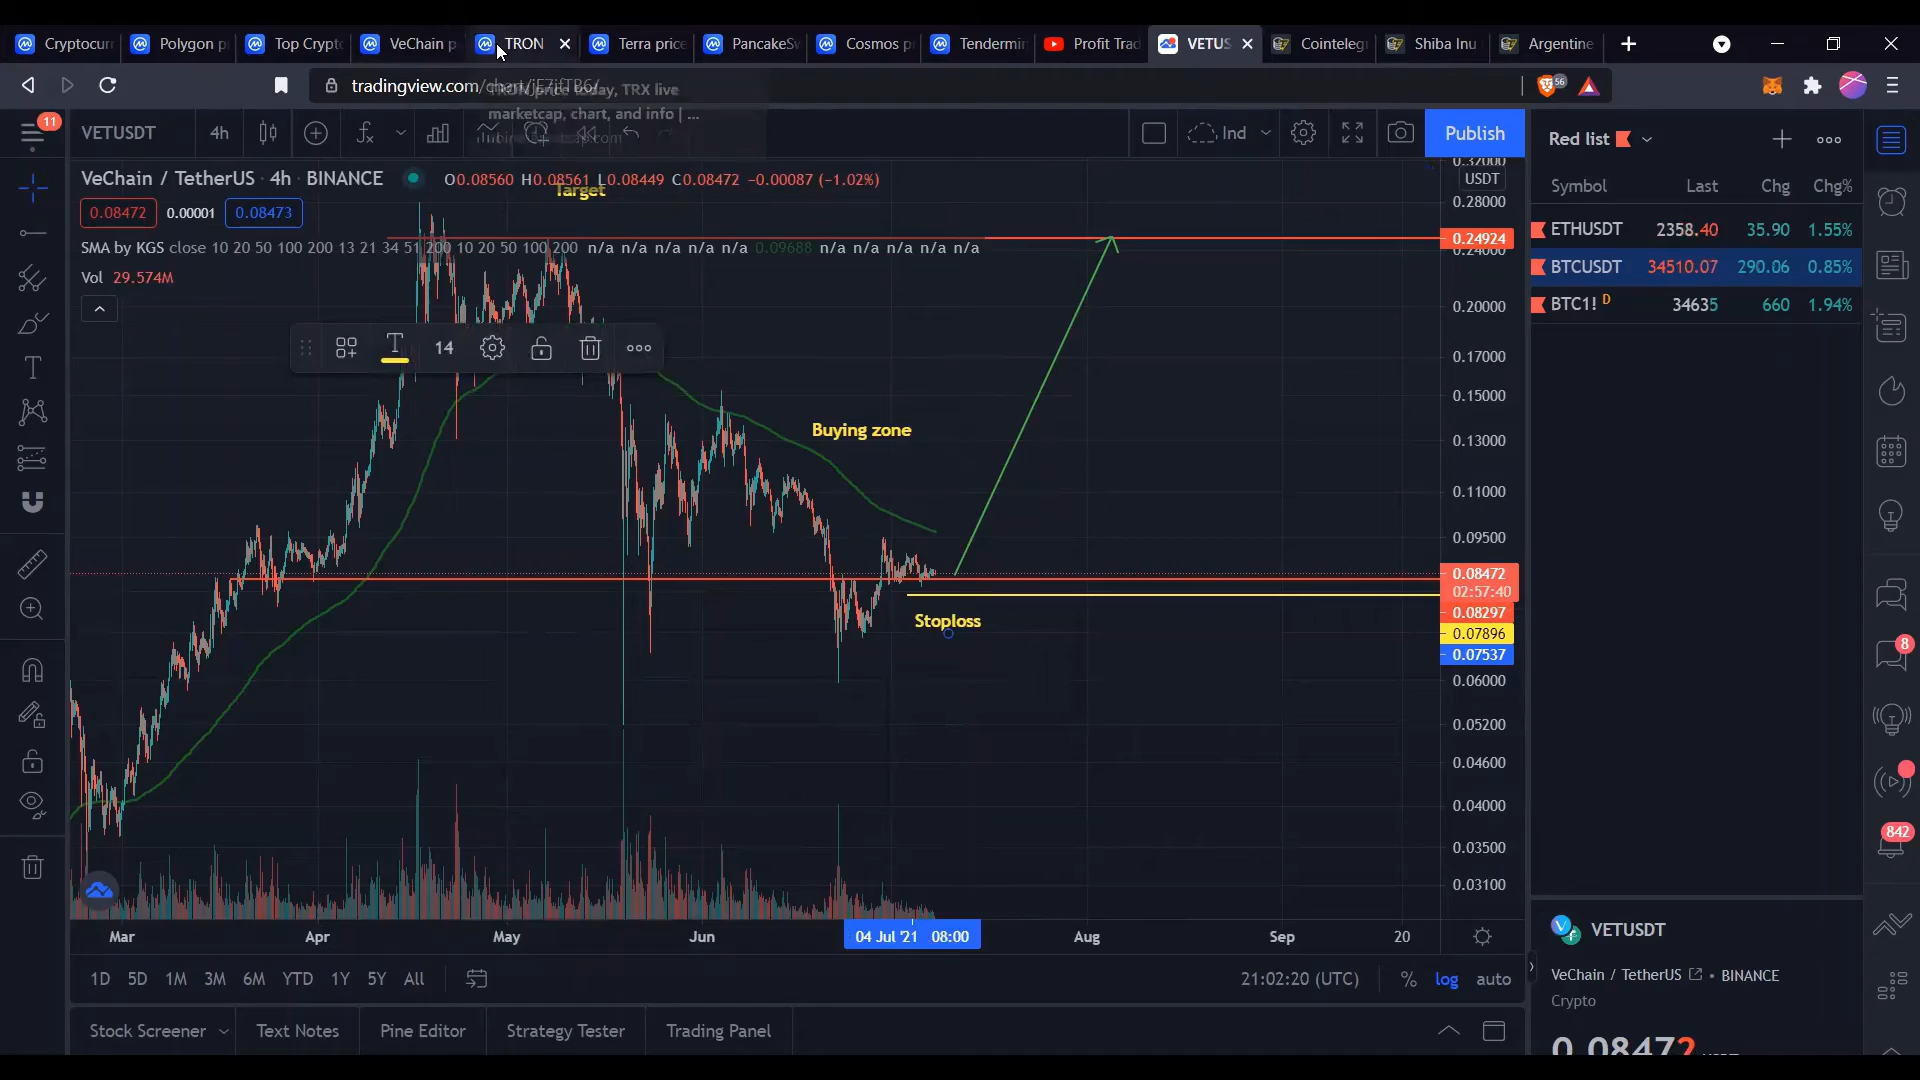 Cryptocurr
Polygon p
Top Crypto
VeChain p
TRON
Terra price
PancakeSw
Cosmos p
Tendermin
Profit Trad
VETUS
Cointelegr
Shiba Inu
Argentine
tradingview.com/chart/
56
TRON price today, TRX live
marketcap, chart, and info | ...
11
VETUSDT
4h
Ind
Publish
Red list
VeChain / TetherUS · 4h · BINANCE
O0.08560 H0.08561 L0.08449 C0.08472 −0.00087 (−1.02%)
Target
0.32000
USDT
Symbol Last Chg Chg%
0.08472 0.00001 0.08473
0.28000
ETHUSDT 2358.40 35.90 1.55%
SMA by KGS close 10 20 50 100 200 13 21 34 51 200 10 20 50 100 200 n/a n/a n/a n/a n/a 0.09688 n/a n/a n/a n/a n/a
0.24924
0.24000
BTCUSDT 34510.07 290.06 0.85%
Vol 29.574M
BTC1! D 34635 660 1.94%
0.20000
T 14
0.17000
0.15000
Buying zone
0.13000
0.11000
0.09500
0.08472
02:57:40
0.08297
Stoploss
0.07896
0.07537
8
0.06000
0.05200
0.04600
0.04000
0.03500
842
0.03100
Mar Apr May Jun 04 Jul '21 08:00 Aug Sep 20
VETUSDT
1D 5D 1M 3M 6M YTD 1Y 5Y All
21:02:20 (UTC) % log auto
VeChain / TetherUS • BINANCE
Crypto
Stock Screener Text Notes Pine Editor Strategy Tester Trading Panel
0.08472